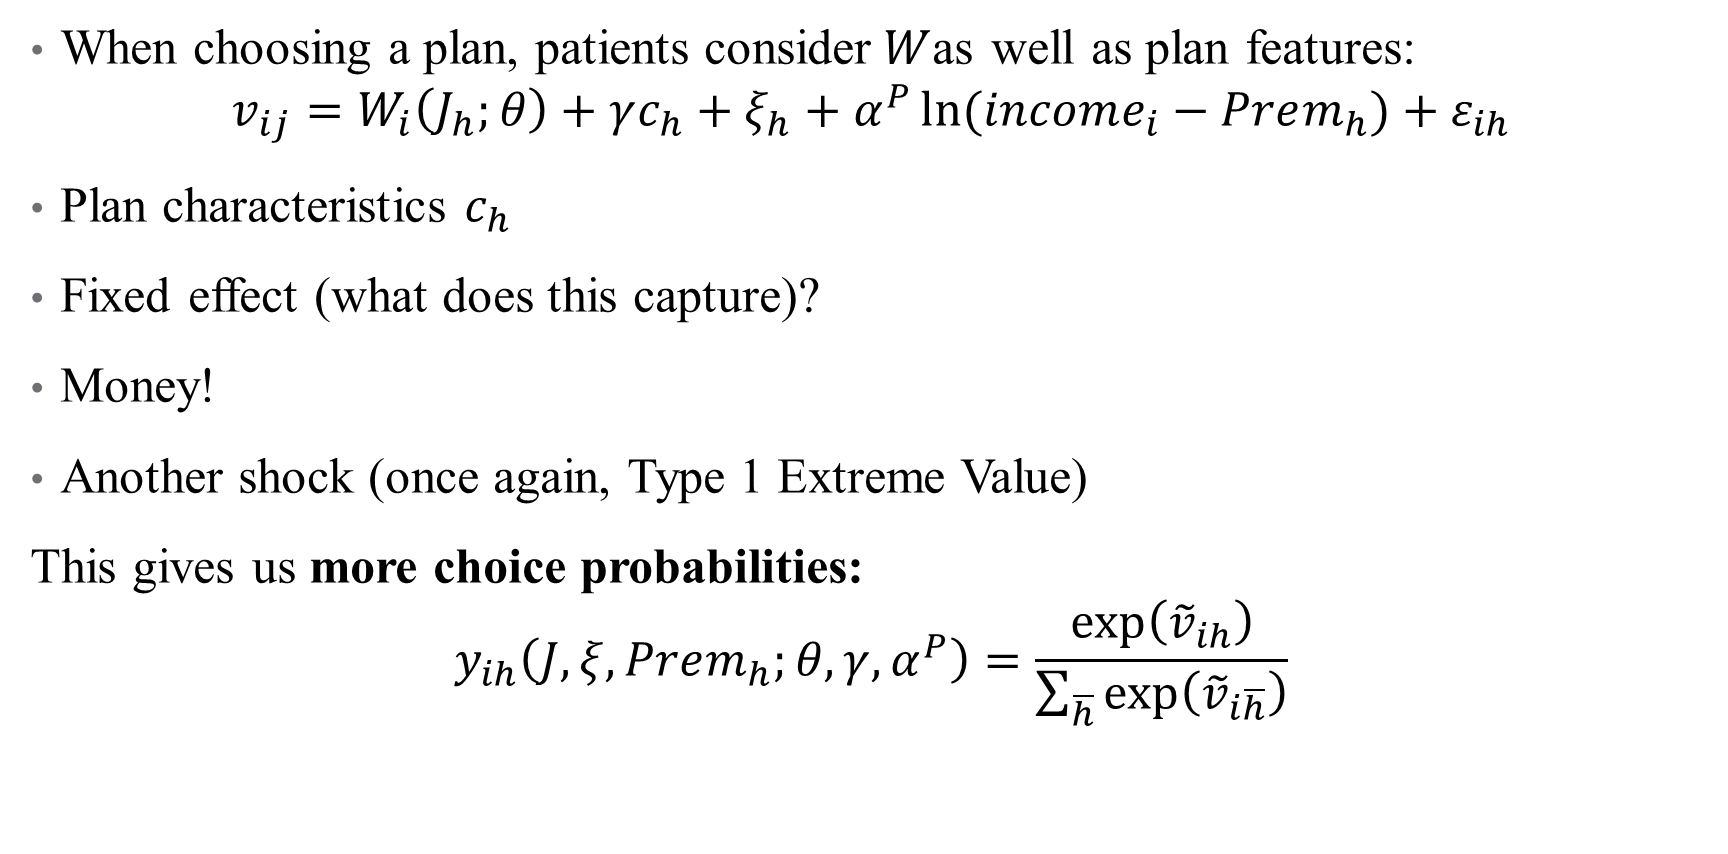 • When choosing a plan, patients consider W as well as plan features:
v_{ij} = W_i(J_h; θ) + γc_h + ξ_h + α^P ln(income_i − Prem_h) + ε_{ih}
• Plan characteristics c_h
• Fixed effect (what does this capture)?
• Money!
• Another shock (once again, Type 1 Extreme Value)
This gives us more choice probabilities:
y_{ih}(J, ξ, Prem_h; θ, γ, α^P) = exp(ṽ_{ih}) / ∑_{h̅} exp(ṽ_{ih̅})